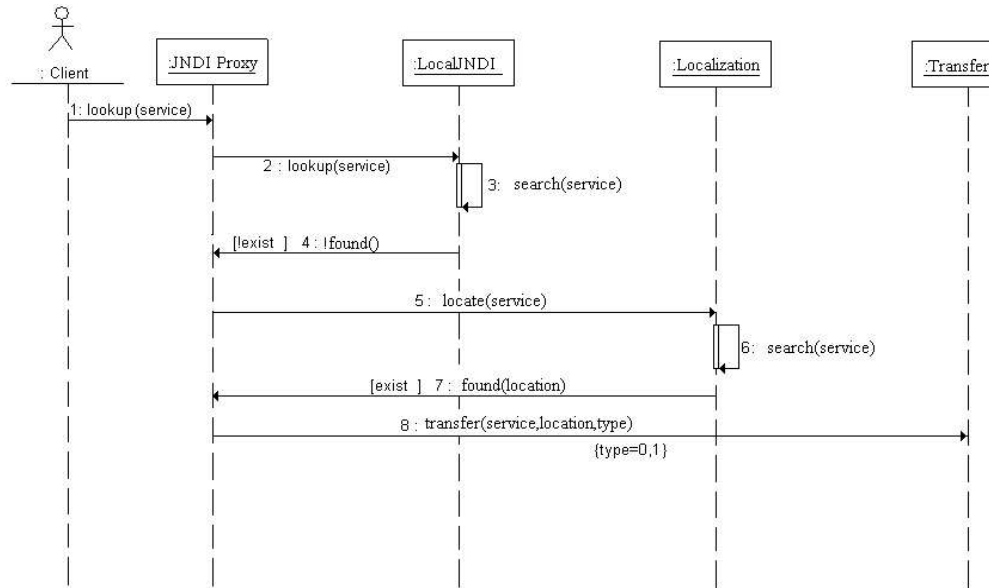 : Client
:JNDI Proxy
:LocalJNDI
:Localization
:Transfer
1: lookup (service)
2 : lookup(service)
3: search(service)
[!exist ] 4 : !found()
5 : locate(service)
6: search(service)
[exist ] 7 : found(location)
8 : transfer(service,location,type)
{type=0,1}